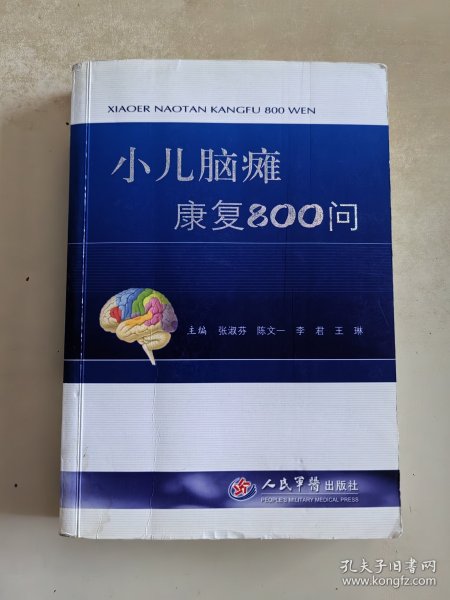 XIAOER NAOTAN KANGFU 800 WEN
小儿脑瘫
康复800问
主编 张淑芬 陈文一 李 君 王 琳
人民军医出版社
PEOPLE'S MILITARY MEDICAL PRESS
孔夫子旧书网
www.kongfz.com